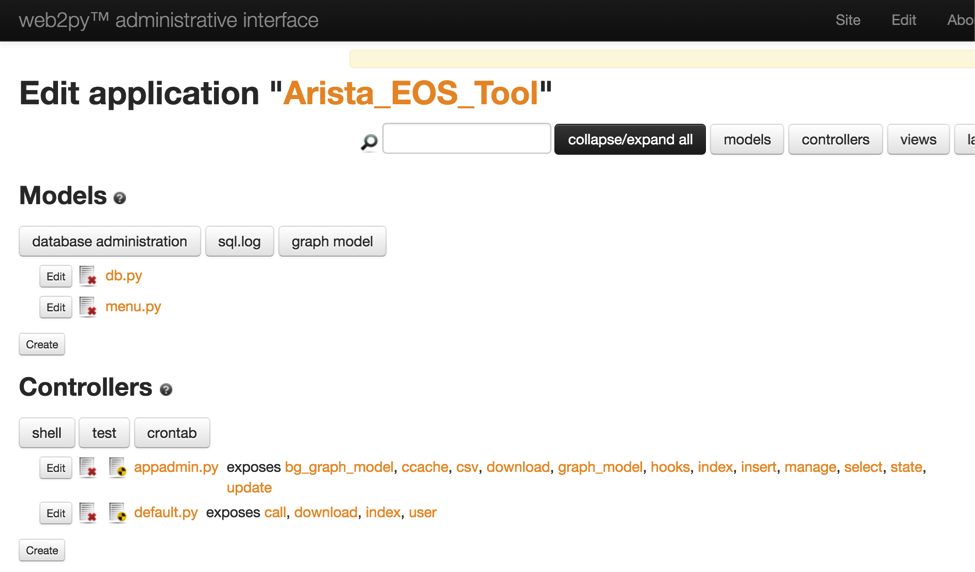 web2py™ administrative interface Site Edit Abo
Edit application "Arista_EOS_Tool"
collapse/expand all models controllers views la
Models
database administration sql.log graph model
Edit db.py
Edit menu.py
Create
Controllers
shell test crontab
Edit appadmin.py exposes bg_graph_model, ccache, csv, download, graph_model, hooks, index, insert, manage, select, state,
update
Edit default.py exposes call, download, index, user
Create